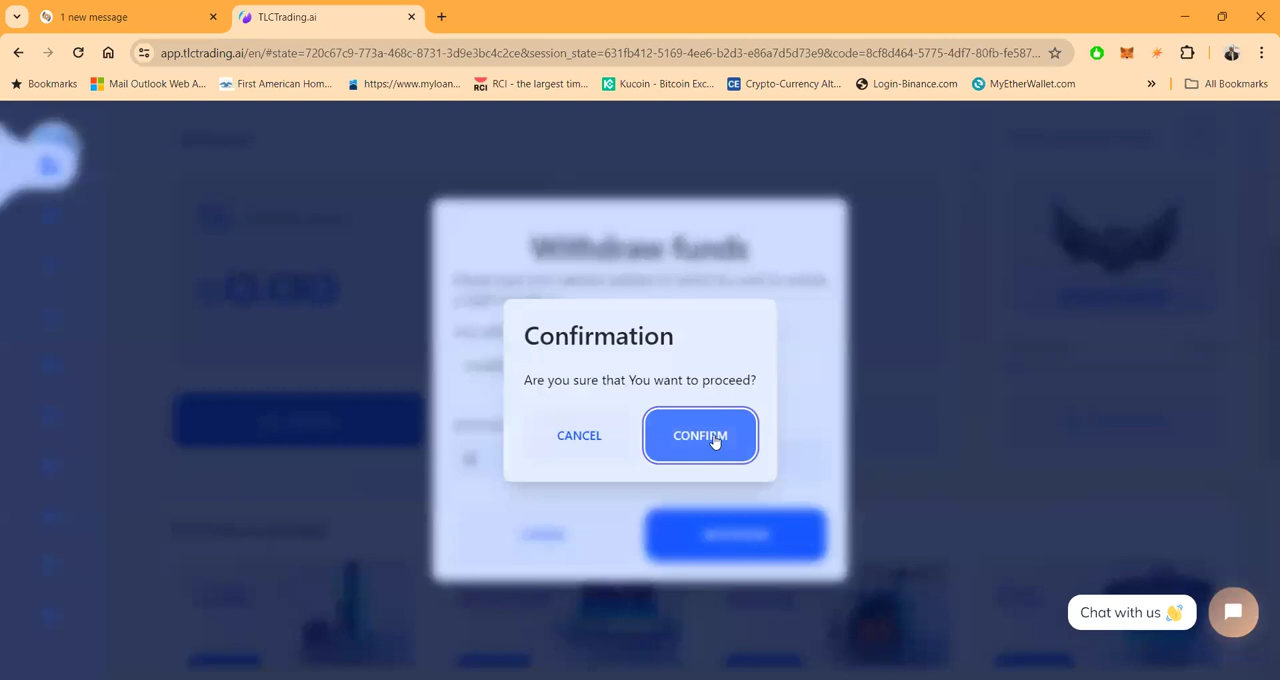 1 new message
TLCTrading.ai
app.tlctrading.ai/en/#state=720c67c9-773a-468c-8731-3d9e3bc4c2ce&session_state=631fb412-5169-4ee6-b2d3-e86a7d5d73e9&code=8cf8d464-5775-4df7-80fb-fe587...
Bookmarks
Mail Outlook Web A...
First American Hom...
https://www.myloan...
RCI - the largest tim...
Kucoin - Bitcoin Exc...
Crypto-Currency Alt...
Login-Binance.com
MyEtherWallet.com
»
All Bookmarks
Withdraw funds
Confirmation
Are you sure that You want to proceed?
CANCEL
CONFIRM
Chat with us 👋